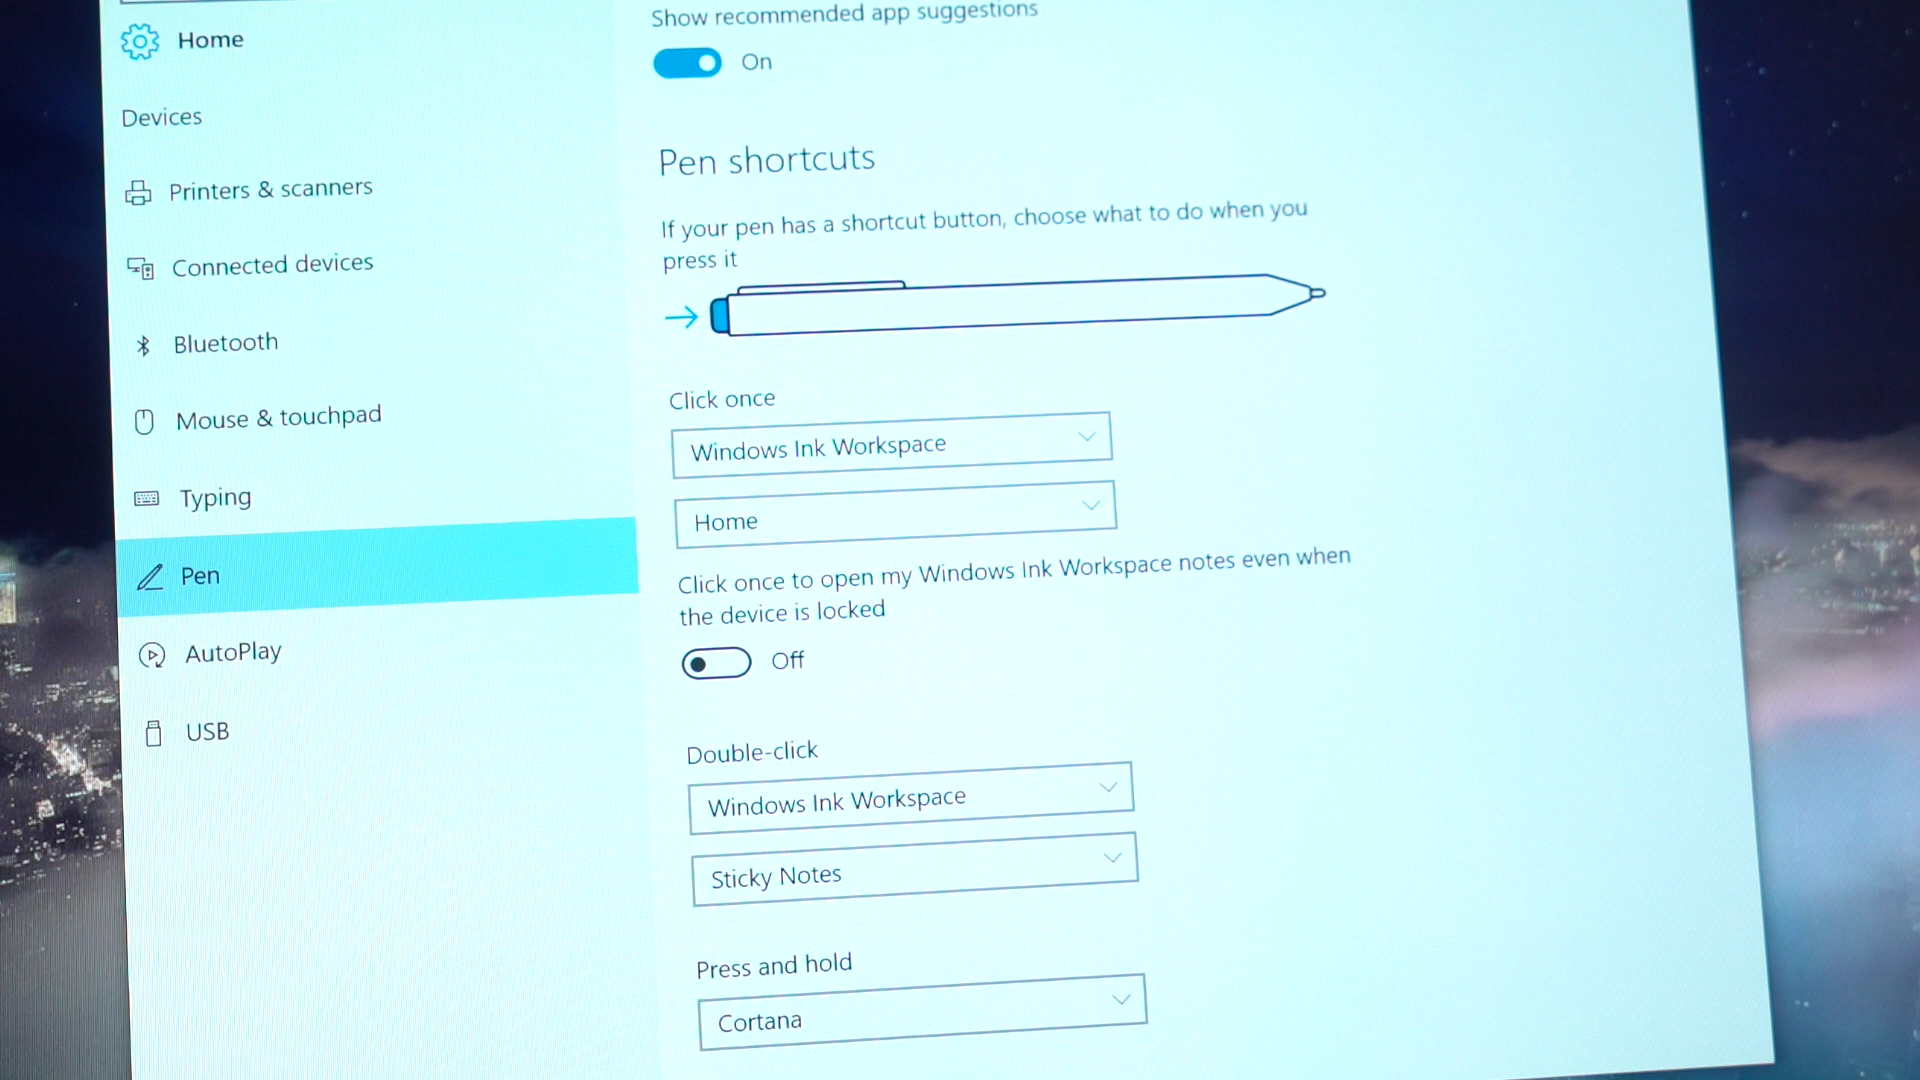 Home
Devices
Printers & scanners
Connected devices
Bluetooth
Mouse & touchpad
Typing
Pen
AutoPlay
USB
Show recommended app suggestions
On
Pen shortcuts
If your pen has a shortcut button, choose what to do when you
press it
Click once
Windows Ink Workspace
Home
Click once to open my Windows Ink Workspace notes even when
the device is locked
Off
Double-click
Windows Ink Workspace
Sticky Notes
Press and hold
Cortana